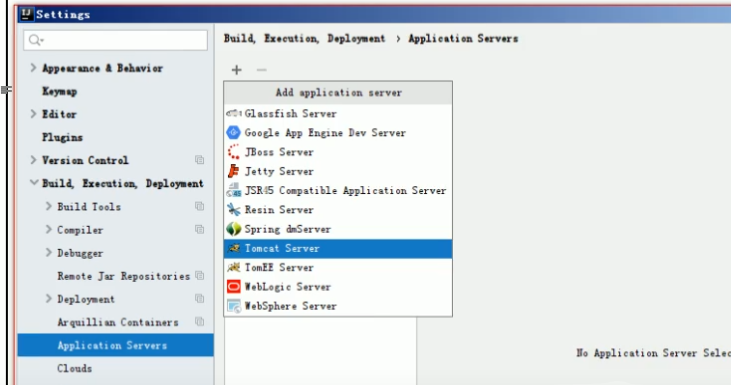 Settings
Build, Execution, Deployment > Application Servers
Appearance & Behavior
Keymap
Editor
Plugins
Version Control
Build, Execution, Deployment
Build Tools
Compiler
Debugger
Remote Jar Repositories
Deployment
Arquillian Containers
Application Servers
Clouds
Add application server
Glassfish Server
Google App Engine Dev Server
JBoss Server
Jetty Server
JSR45 Compatible Application Server
Resin Server
Spring dmServer
Tomcat Server
TomEE Server
WebLogic Server
WebSphere Server
No Application Server Selec